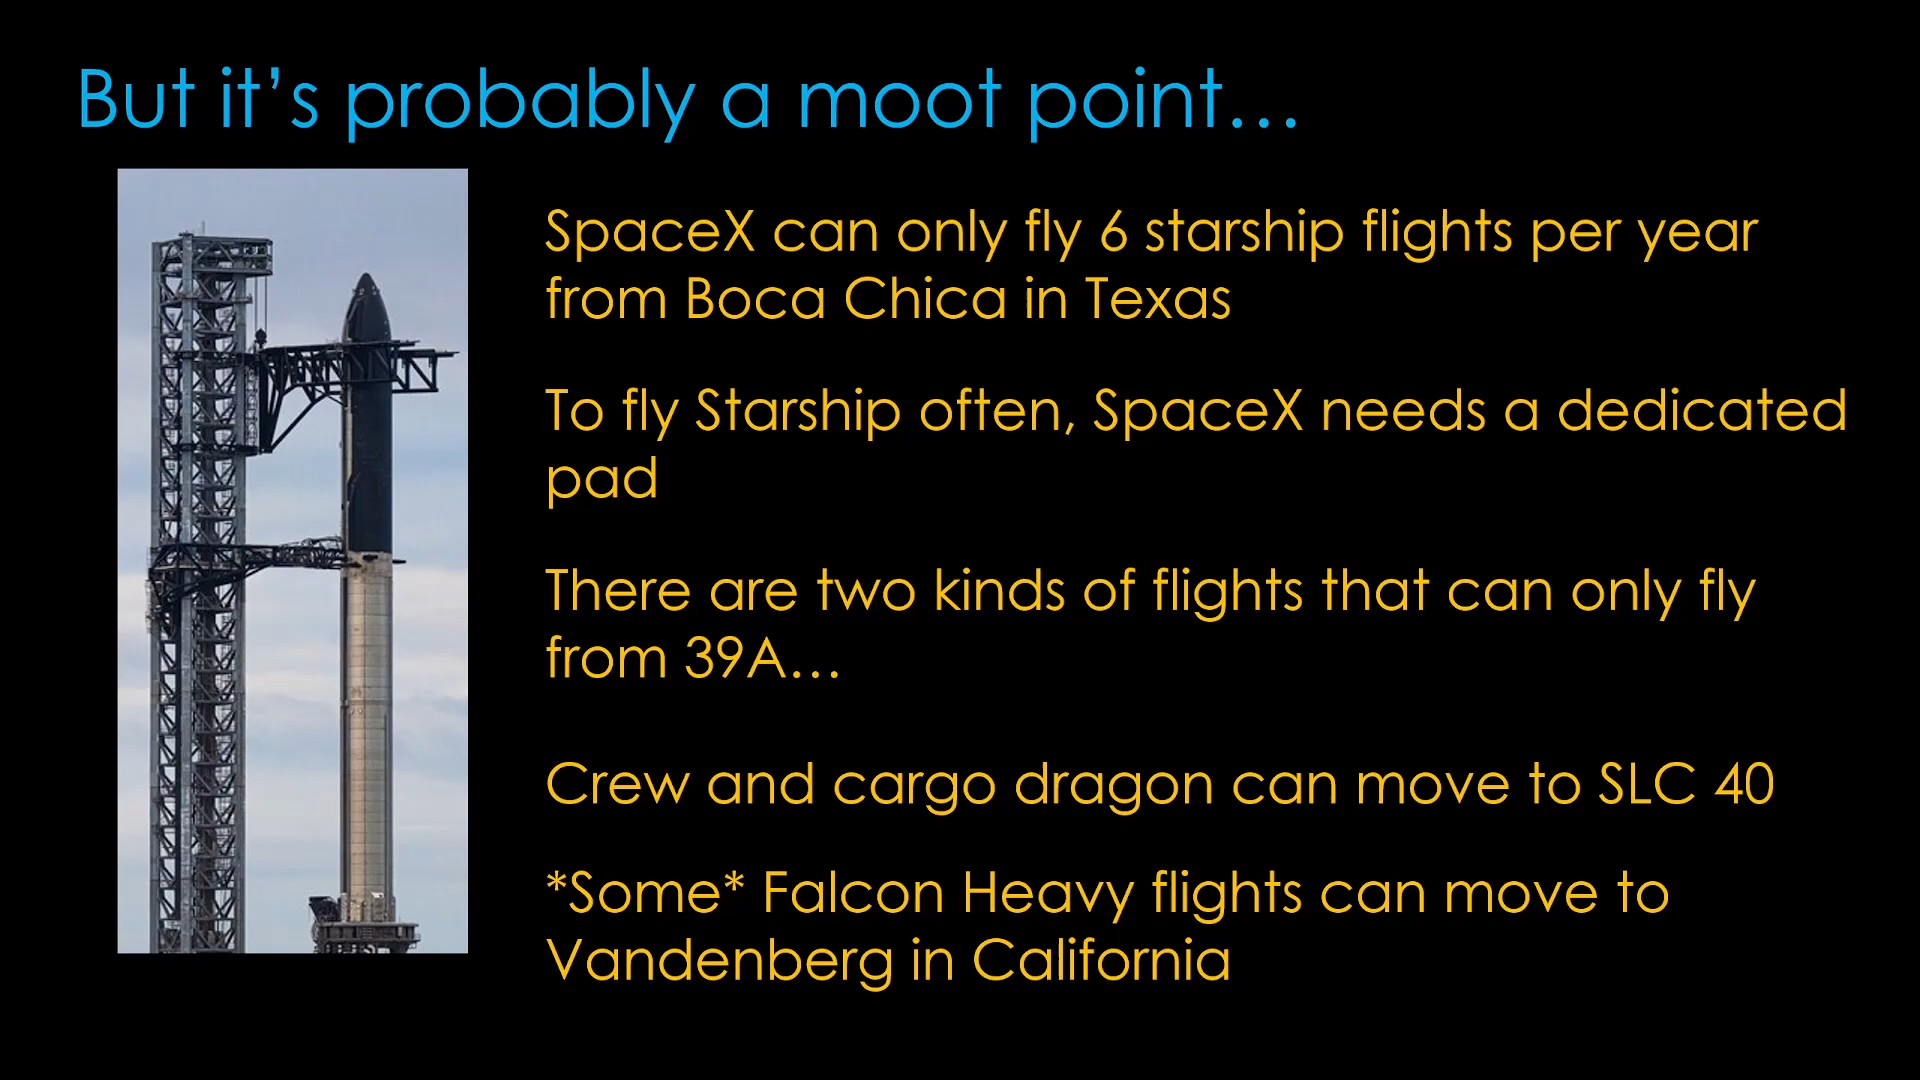 But it’s probably a moot point…
SpaceX can only fly 6 starship flights per year
from Boca Chica in Texas
To fly Starship often, SpaceX needs a dedicated
pad
There are two kinds of flights that can only fly
from 39A…
Crew and cargo dragon can move to SLC 40
*Some* Falcon Heavy flights can move to
Vandenberg in California